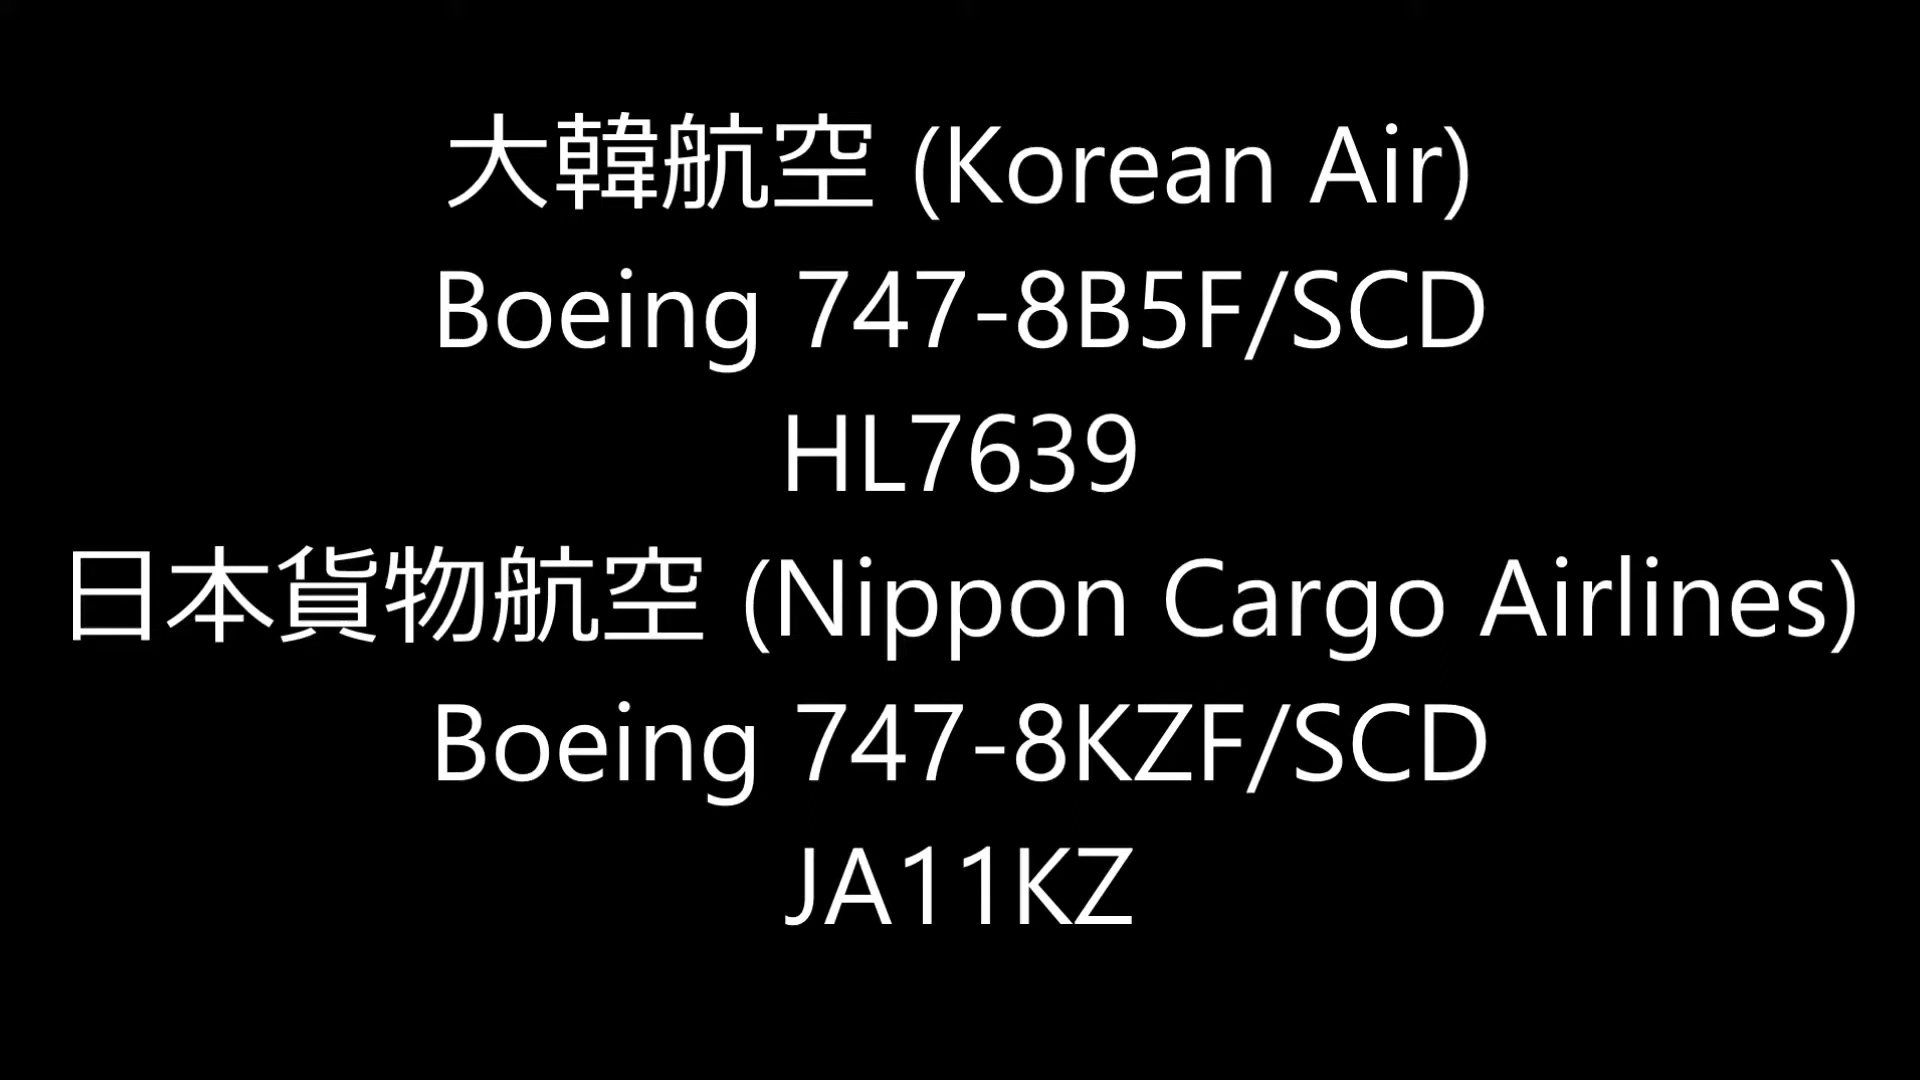 大韓航空 (Korean Air)
Boeing 747-8B5F/SCD
HL7639
日本貨物航空 (Nippon Cargo Airlines)
Boeing 747-8KZF/SCD
JA11KZ